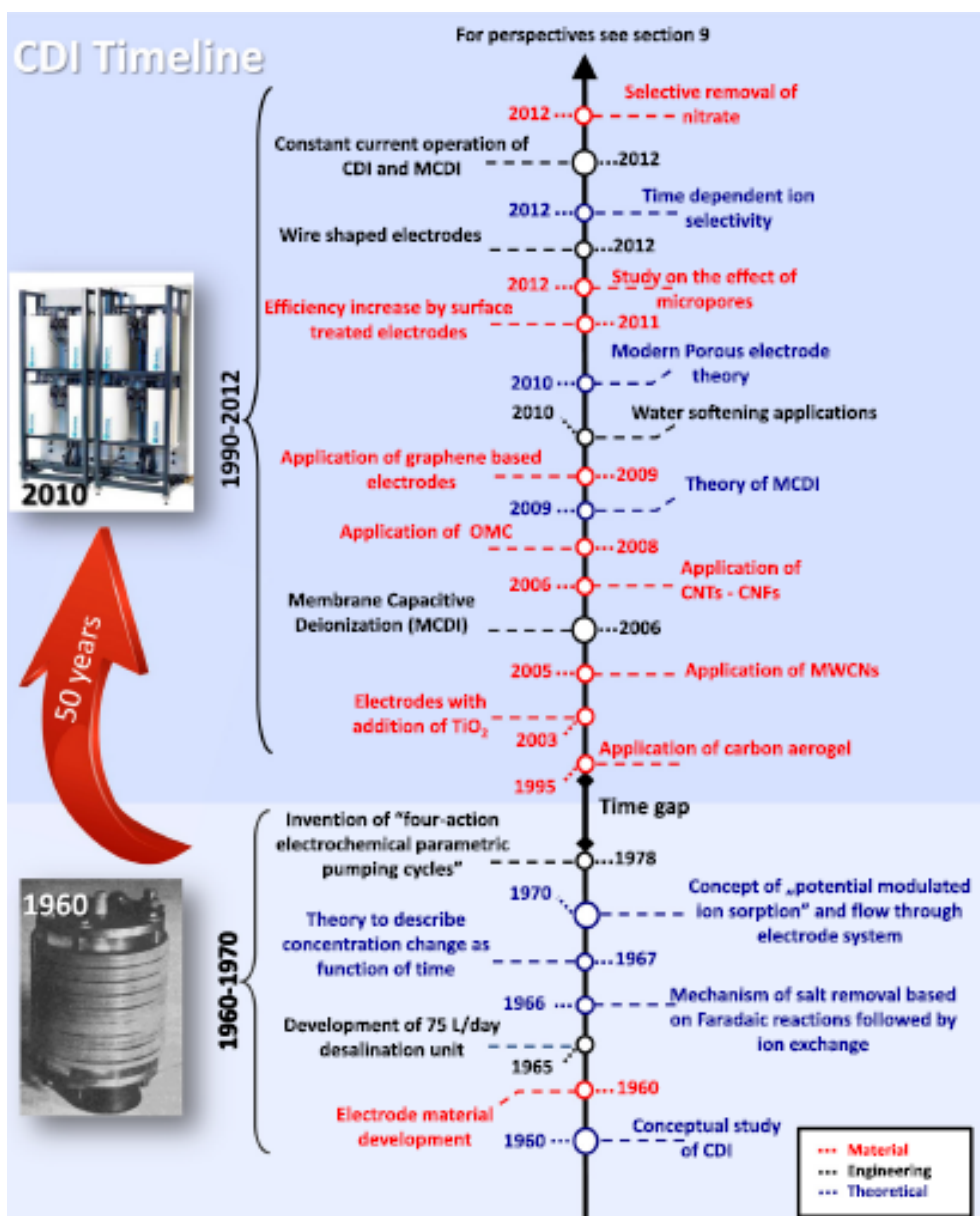 For perspectives see section 9
CDI Timeline
Selective removal of
nitrate
2012
Constant current operation of
CDI and MCDI
2012
Time dependent ion
selectivity
2012
Wire shaped electrodes
2012
Study on the effect of
micropores
2012
Efficiency increase by surface
treated electrodes
2011
Modern Porous electrode
theory
2010
2010
Water softening applications
Application of graphene based
electrodes
2009
Theory of MCDI
2009
Application of OMC
2008
Application of
CNTs - CNFs
2006
Membrane Capacitive
Deionization (MCDI)
2006
2005
Application of MWCNs
Electrodes with
addition of TiO₂
2003
Application of carbon aerogel
1995
1990-2012
2010
50 years
Time gap
Invention of "four-action
electrochemical parametric
pumping cycles"
1978
1970
Concept of „potential modulated
ion sorption" and flow through
electrode system
Theory to describe
concentration change as
function of time
1967
1966
Mechanism of salt removal based
on Faradaic reactions followed by
ion exchange
Development of 75 L/day
desalination unit
1965
1960
Electrode material
development
1960
Conceptual study
of CDI
1960-1970
1960
Material
Engineering
Theoretical